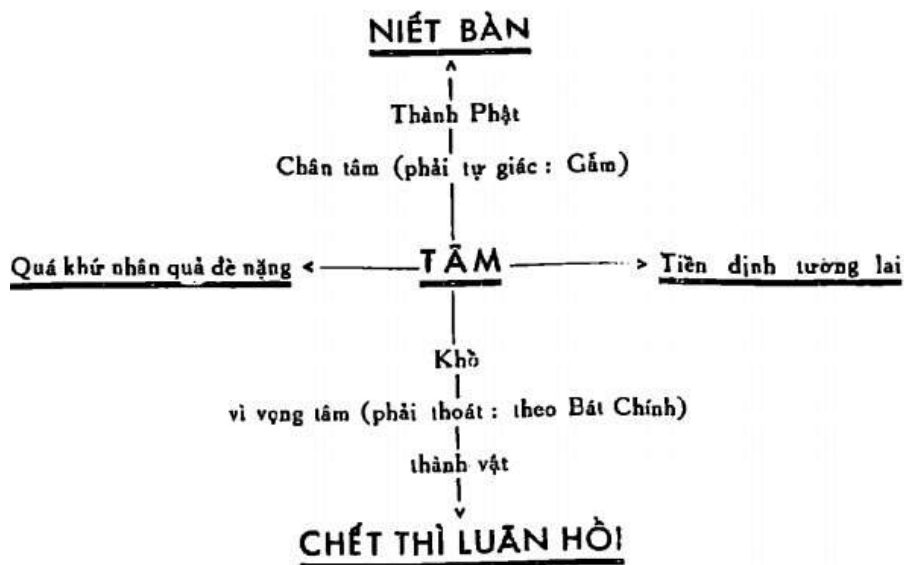 NIẾT BÀN
Thành Phật
Chân tâm (phải tự giác : Gẫm)
Quá khứ nhân quả đè nặng
TÂM
Tiền định tương lai
Khổ
vì vọng tâm (phải thoát : theo Bát Chính)
thành vật
CHẾT THÌ LUÂN HỒI